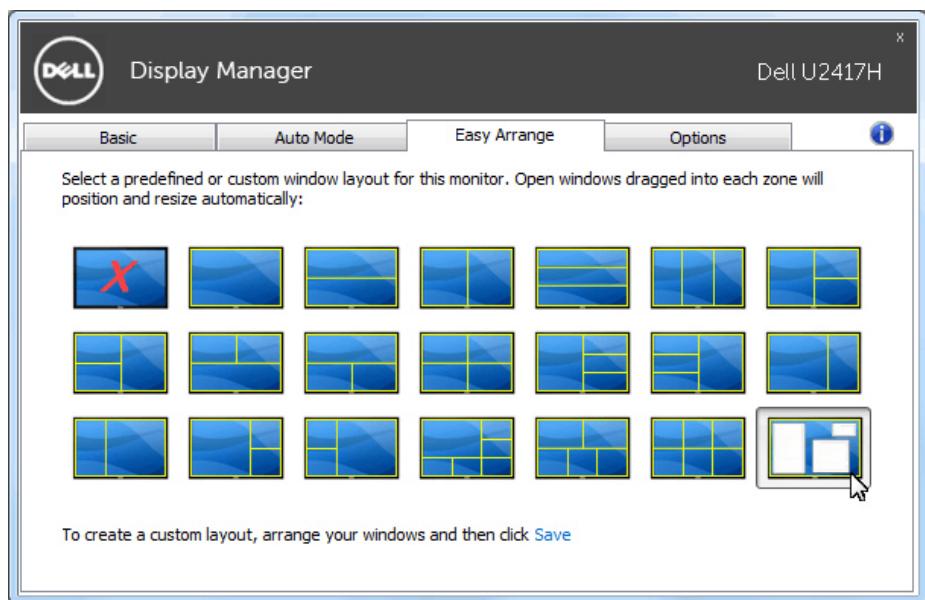 DELL
Display Manager
Dell U2417H
x
Basic
Auto Mode
Easy Arrange
Options
i
Select a predefined or custom window layout for this monitor. Open windows dragged into each zone will
position and resize automatically:
X
To create a custom layout, arrange your windows and then click Save